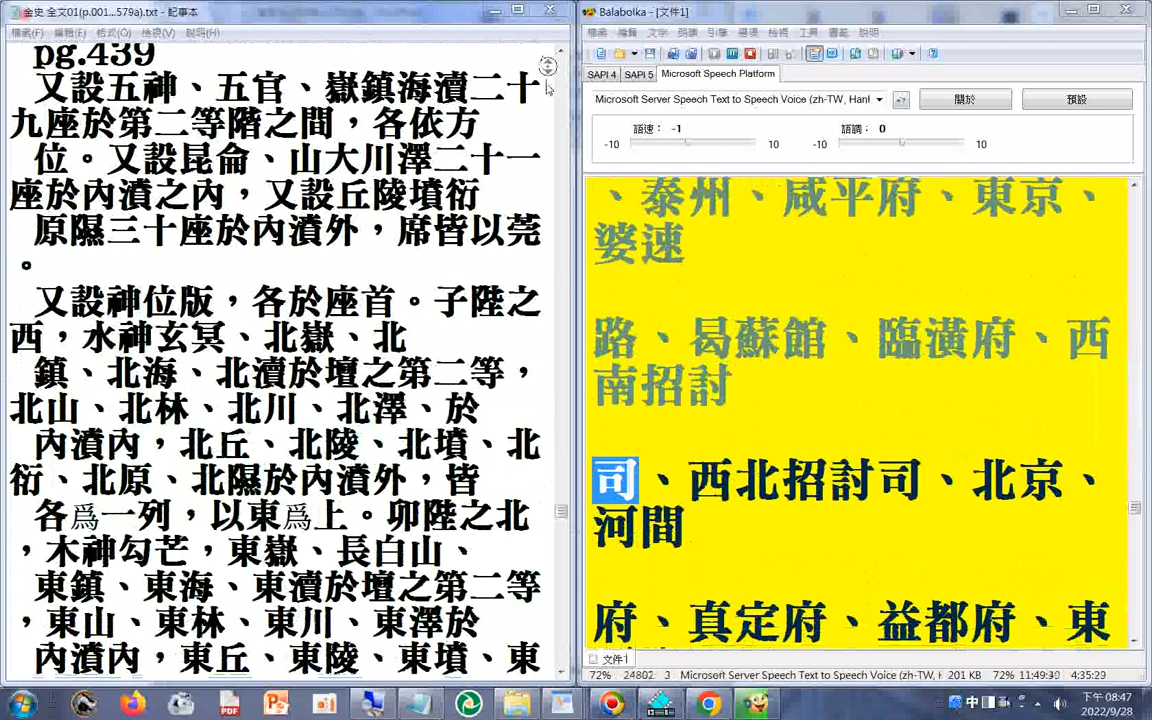 金史 全文01(p.001...579a).txt - 記事本
檔案(F) 編輯(E) 格式(O) 檢視(V) 說明(H)
pg.439
又設五神、五官、嶽鎮海瀆二十
九座於第二等階之間，各依方
位。又設昆侖、山大川澤二十一
座於內壝之內，又設丘陵墳衍
原隰三十座於內壝外，席皆以莞
。
又設神位版，各於座首。子陛之
西，水神玄冥、北嶽、北
鎮、北海、北瀆於壇之第二等，
北山、北林、北川、北澤、於
內壝內，北丘、北陵、北墳、北
衍、北原、北隰於內壝外，皆
各爲一列，以東爲上。卯陛之北
，木神勾芒，東嶽、長白山、
東鎮、東海、東瀆於壇之第二等
，東山、東林、東川、東澤於
內壝內，東丘、東陵、東墳、東
Balabolka - [文件1]
檔案 編輯 文字 朗讀 引擎 選項 檢視 工具 書籤 說明
SAPI 4 SAPI 5 Microsoft Speech Platform
Microsoft Server Speech Text to Speech Voice (zh-TW, HanH 關於 預設
語速： -1 語調： 0
-10 10 -10 10
、泰州、咸平府、東京、
婆速
路、曷蘇館、臨潢府、西
南招討
司、西北招討司、北京、
河間
府、真定府、益都府、東
文件1
72% 24802 3 Microsoft Server Speech Text to Speech Voice (zh-TW, Ha 201 KB 72% 11:49:30 4:35:29
中 下午 08:47
2022/9/28